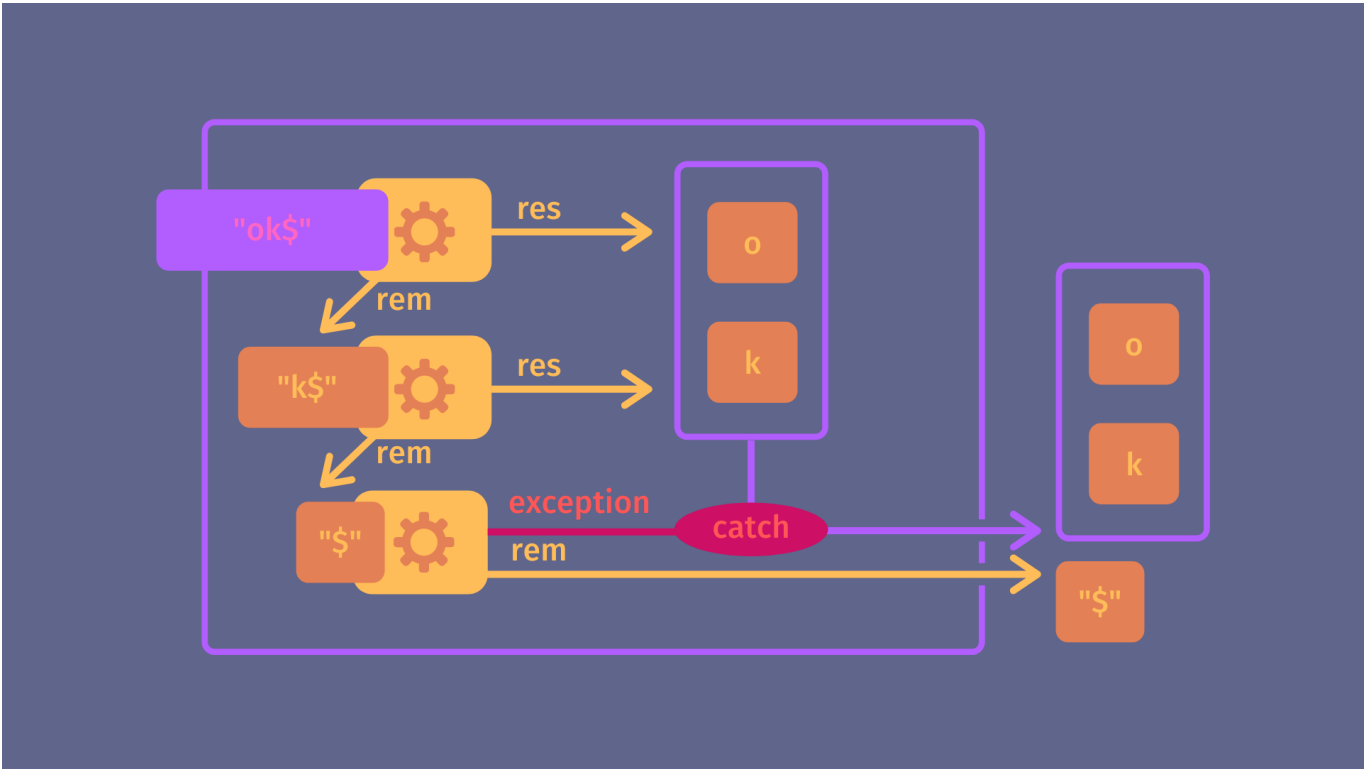 "ok$"
res
rem
"k$"
res
rem
"$"
exception
rem
catch
o
k
o
k
"$"